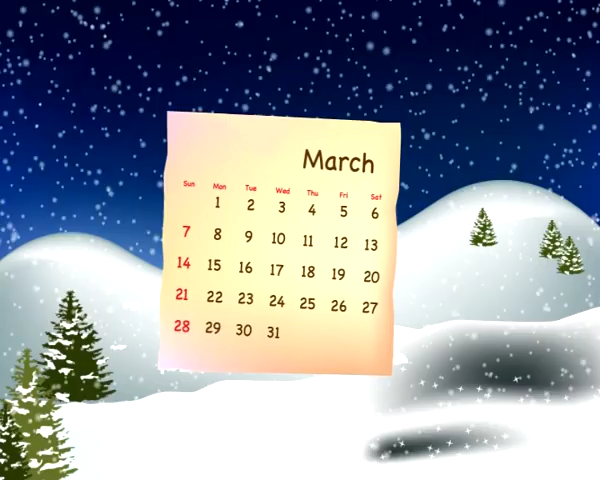 March
Sun Mon Tue Wed Thu Fri Sat
1 2 3 4 5 6
7 8 9 10 11 12 13
14 15 16 17 18 19 20
21 22 23 24 25 26 27
28 29 30 31